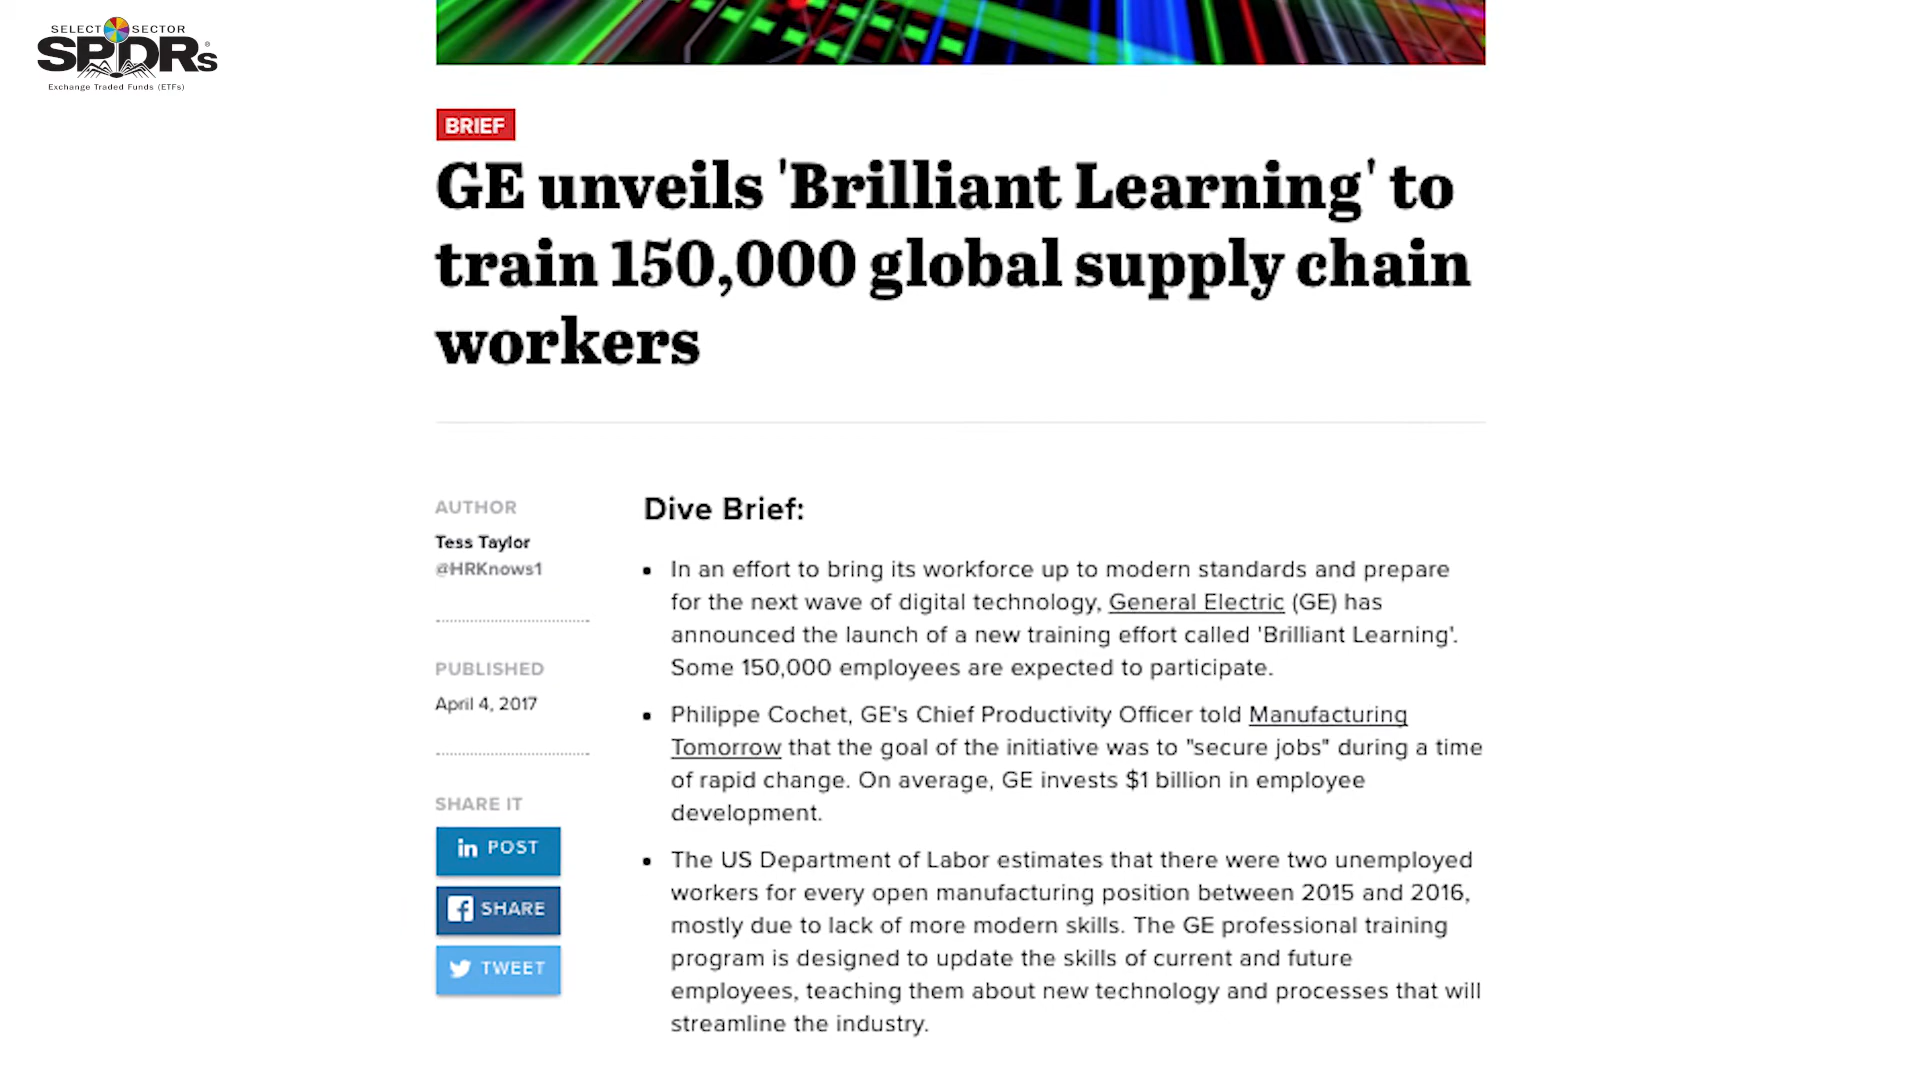 SELECT SECTOR
SPDRs
Exchange Traded Funds (ETFs)
BRIEF
GE unveils 'Brilliant Learning' to
train 150,000 global supply chain
workers
AUTHOR
Tess Taylor
@HRKnows1
PUBLISHED
April 4, 2017
SHARE IT
in POST
f SHARE
TWEET
Dive Brief:
• In an effort to bring its workforce up to modern standards and prepare
for the next wave of digital technology, General Electric (GE) has
announced the launch of a new training effort called 'Brilliant Learning'.
Some 150,000 employees are expected to participate.
• Philippe Cochet, GE's Chief Productivity Officer told Manufacturing
Tomorrow that the goal of the initiative was to "secure jobs" during a time
of rapid change. On average, GE invests $1 billion in employee
development.
• The US Department of Labor estimates that there were two unemployed
workers for every open manufacturing position between 2015 and 2016,
mostly due to lack of more modern skills. The GE professional training
program is designed to update the skills of current and future
employees, teaching them about new technology and processes that will
streamline the industry.